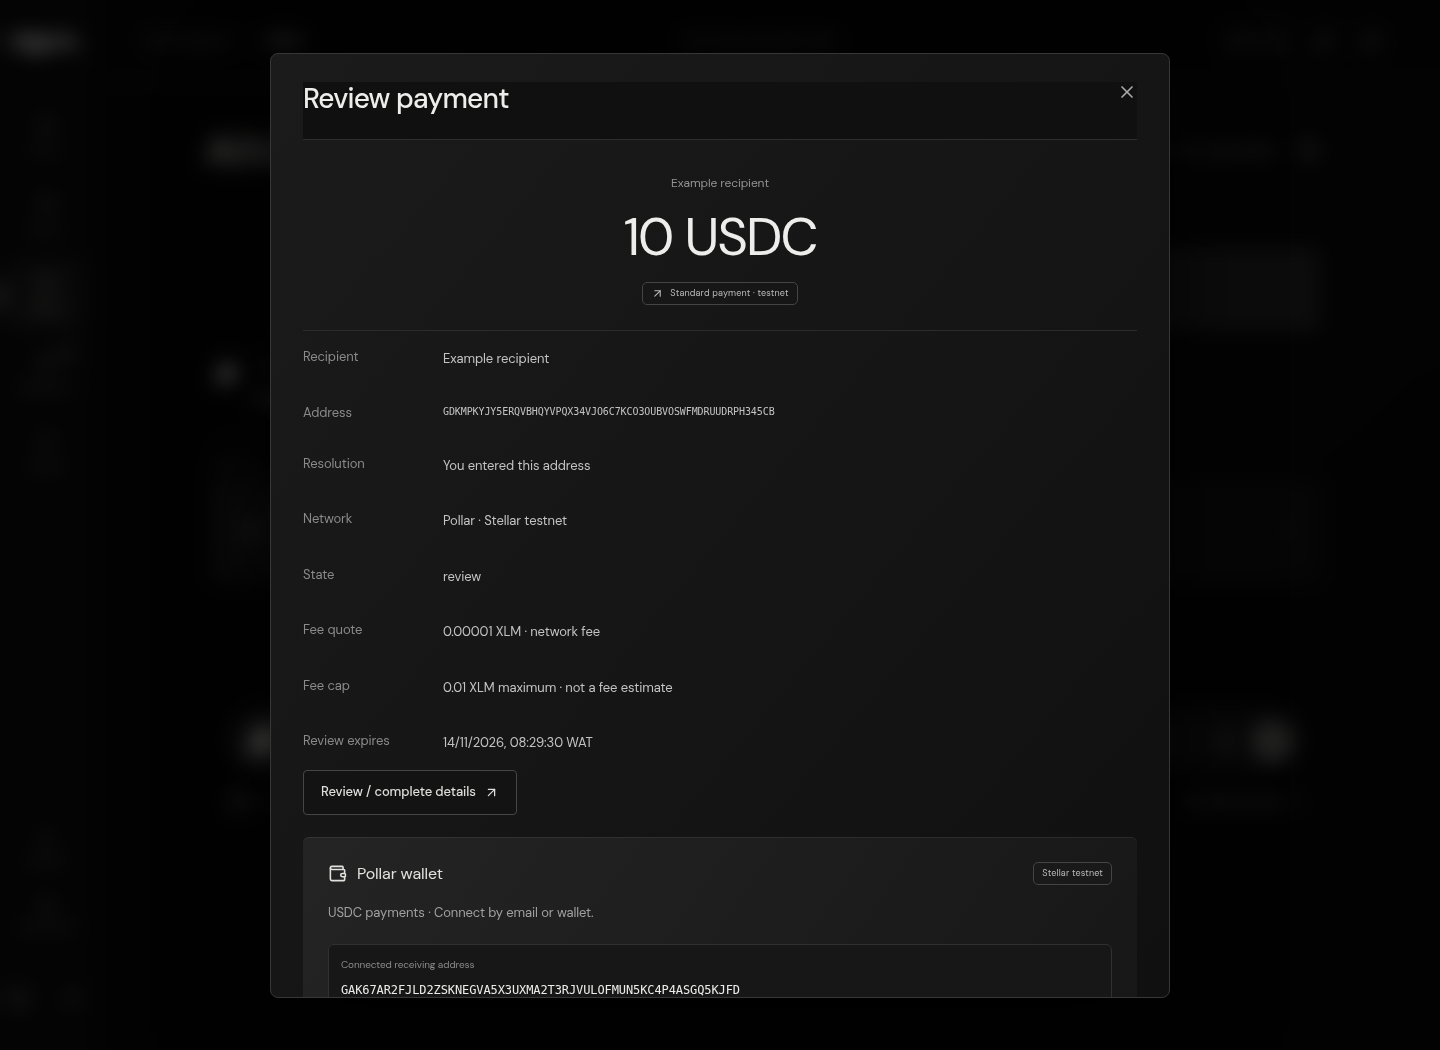 Review payment
Example recipient
10 USDC
Standard payment · testnet
Recipient Example recipient
Address GDKMPKYJY5ERQVBHQYVPQX34VJO6C7KCO3OUBVOSWFMDRUUDRPH345CB
Resolution You entered this address
Network Pollar · Stellar testnet
State review
Fee quote 0.00001 XLM · network fee
Fee cap 0.01 XLM maximum · not a fee estimate
Review expires 14/11/2026, 08:29:30 WAT
Review / complete details
Pollar wallet Stellar testnet
USDC payments · Connect by email or wallet.
Connected receiving address
GAK67AR2FJLD2ZSKNEGVA5X3UXMA2T3RJVULOFMUN5KC4P4ASGQ5KJFD